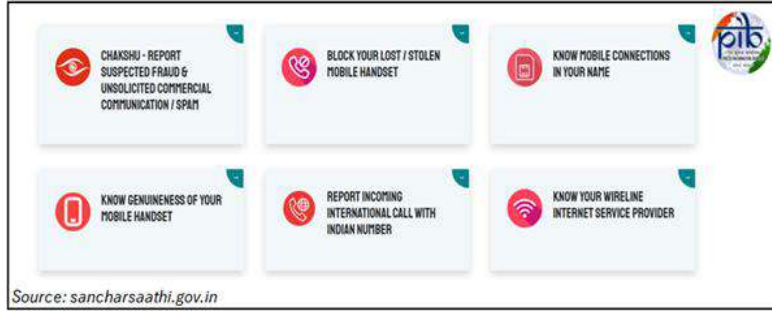 CHAKSHU - REPORT
SUSPECTED FRAUD &
UNSOLICITED COMMERCIAL
COMMUNICATION / SPAM
BLOCK YOUR LOST / STOLEN
MOBILE HANDSET
KNOW MOBILE CONNECTIONS
IN YOUR NAME
pib
KNOW GENUINENESS OF YOUR
MOBILE HANDSET
REPORT INCOMING
INTERNATIONAL CALL WITH
INDIAN NUMBER
KNOW YOUR WIRELINE
INTERNET SERVICE PROVIDER
Source: sancharsaathi.gov.in